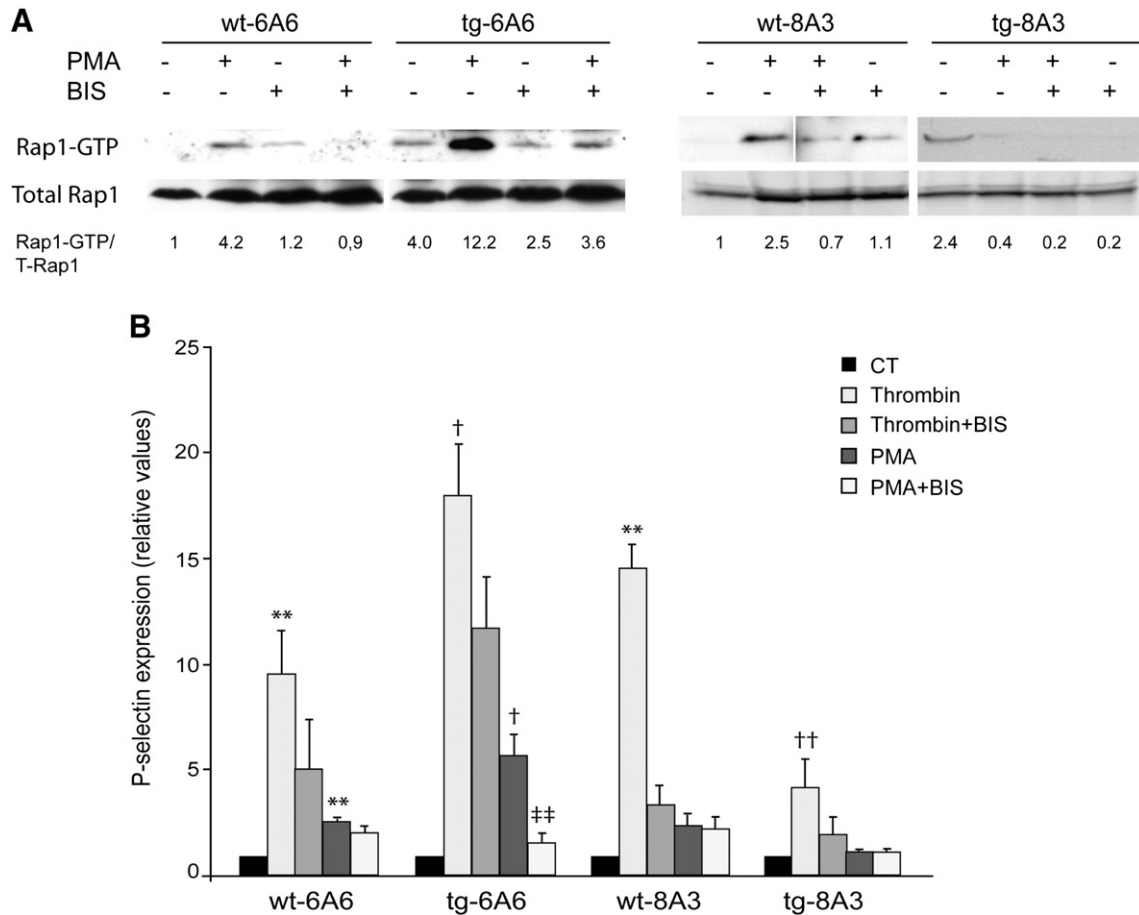 A
wt-6A6 tg-6A6 wt-8A3 tg-8A3
PMA - + - + - + - + - + + - - + + -
BIS - - + + - - + + - - + + - - + +
Rap1-GTP
Total Rap1
Rap1-GTP/ 1 4.2 1.2 0,9 4.0 12.2 2.5 3.6 1 2.5 0.7 1.1 2.4 0.4 0.2 0.2
T-Rap1
B
P-selectin expression (relative values)
25
20
15
10
5
0
CT
Thrombin
Thrombin+BIS
PMA
PMA+BIS
** ** † † ‡‡ ** ††
wt-6A6 tg-6A6 wt-8A3 tg-8A3